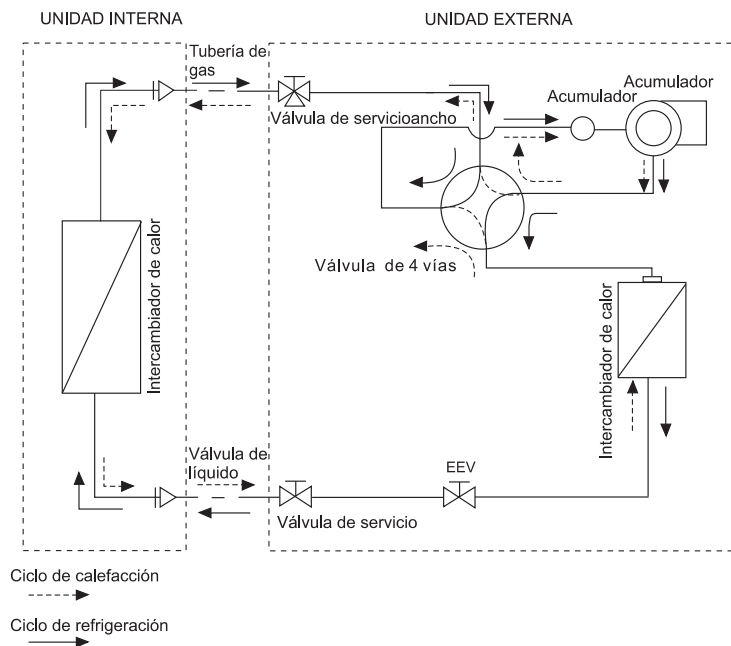 UNIDAD INTERNA
UNIDAD EXTERNA
Tubería de
gas
Acumulador
Acumulador
Válvula de servicioancho
Intercambiador de calor
Válvula de 4 vías
Intercambiador de calor
Válvula de
líquido
EEV
Válvula de servicio
Ciclo de calefacción
Ciclo de refrigeración